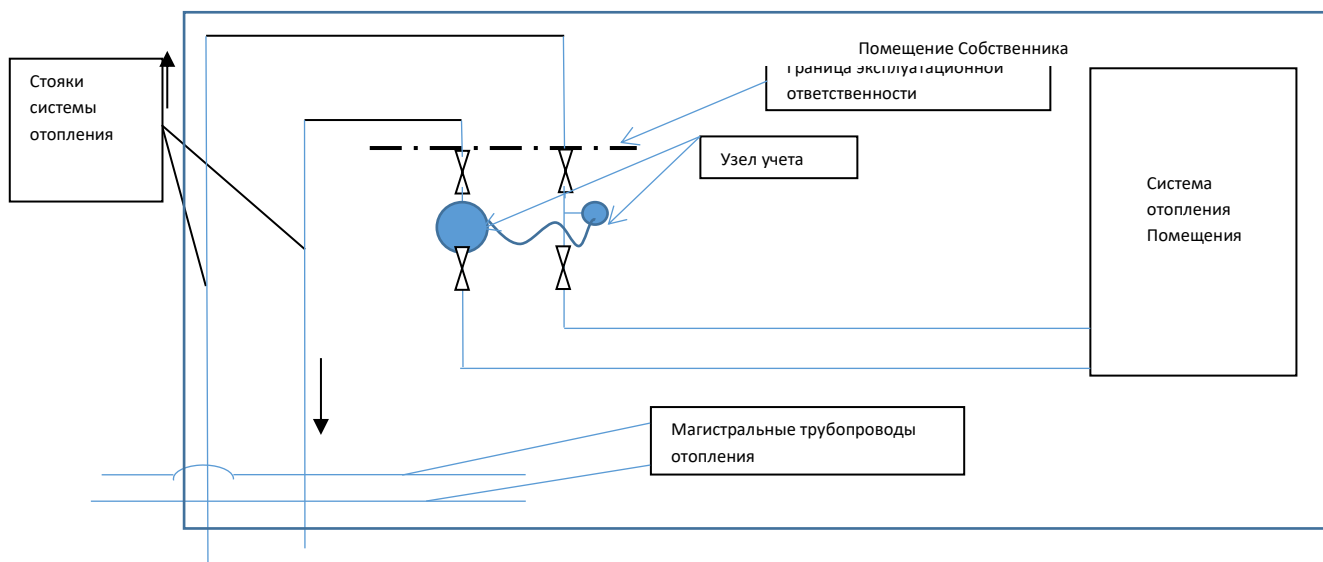 Помещение Собственника
Стояки
системы
отопления
Граница эксплуатационной
ответственности
Узел учета
Система
отопления
Помещения
Магистральные трубопроводы
отопления